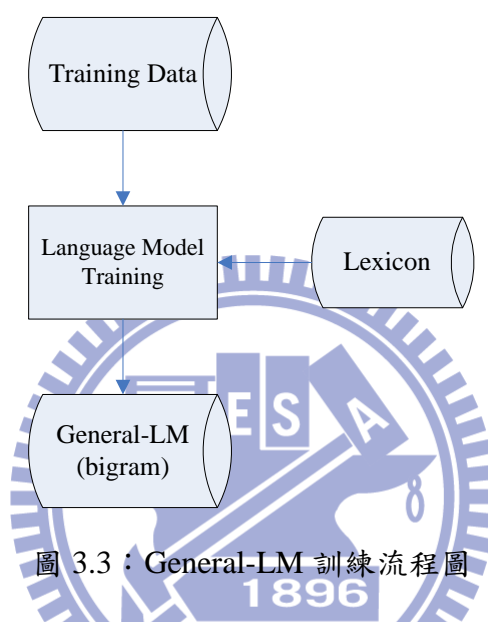 Training Data
Language Model
Training
Lexicon
General-LM
(bigram)
ESA
圖 3.3：General-LM 訓練流程圖
1896